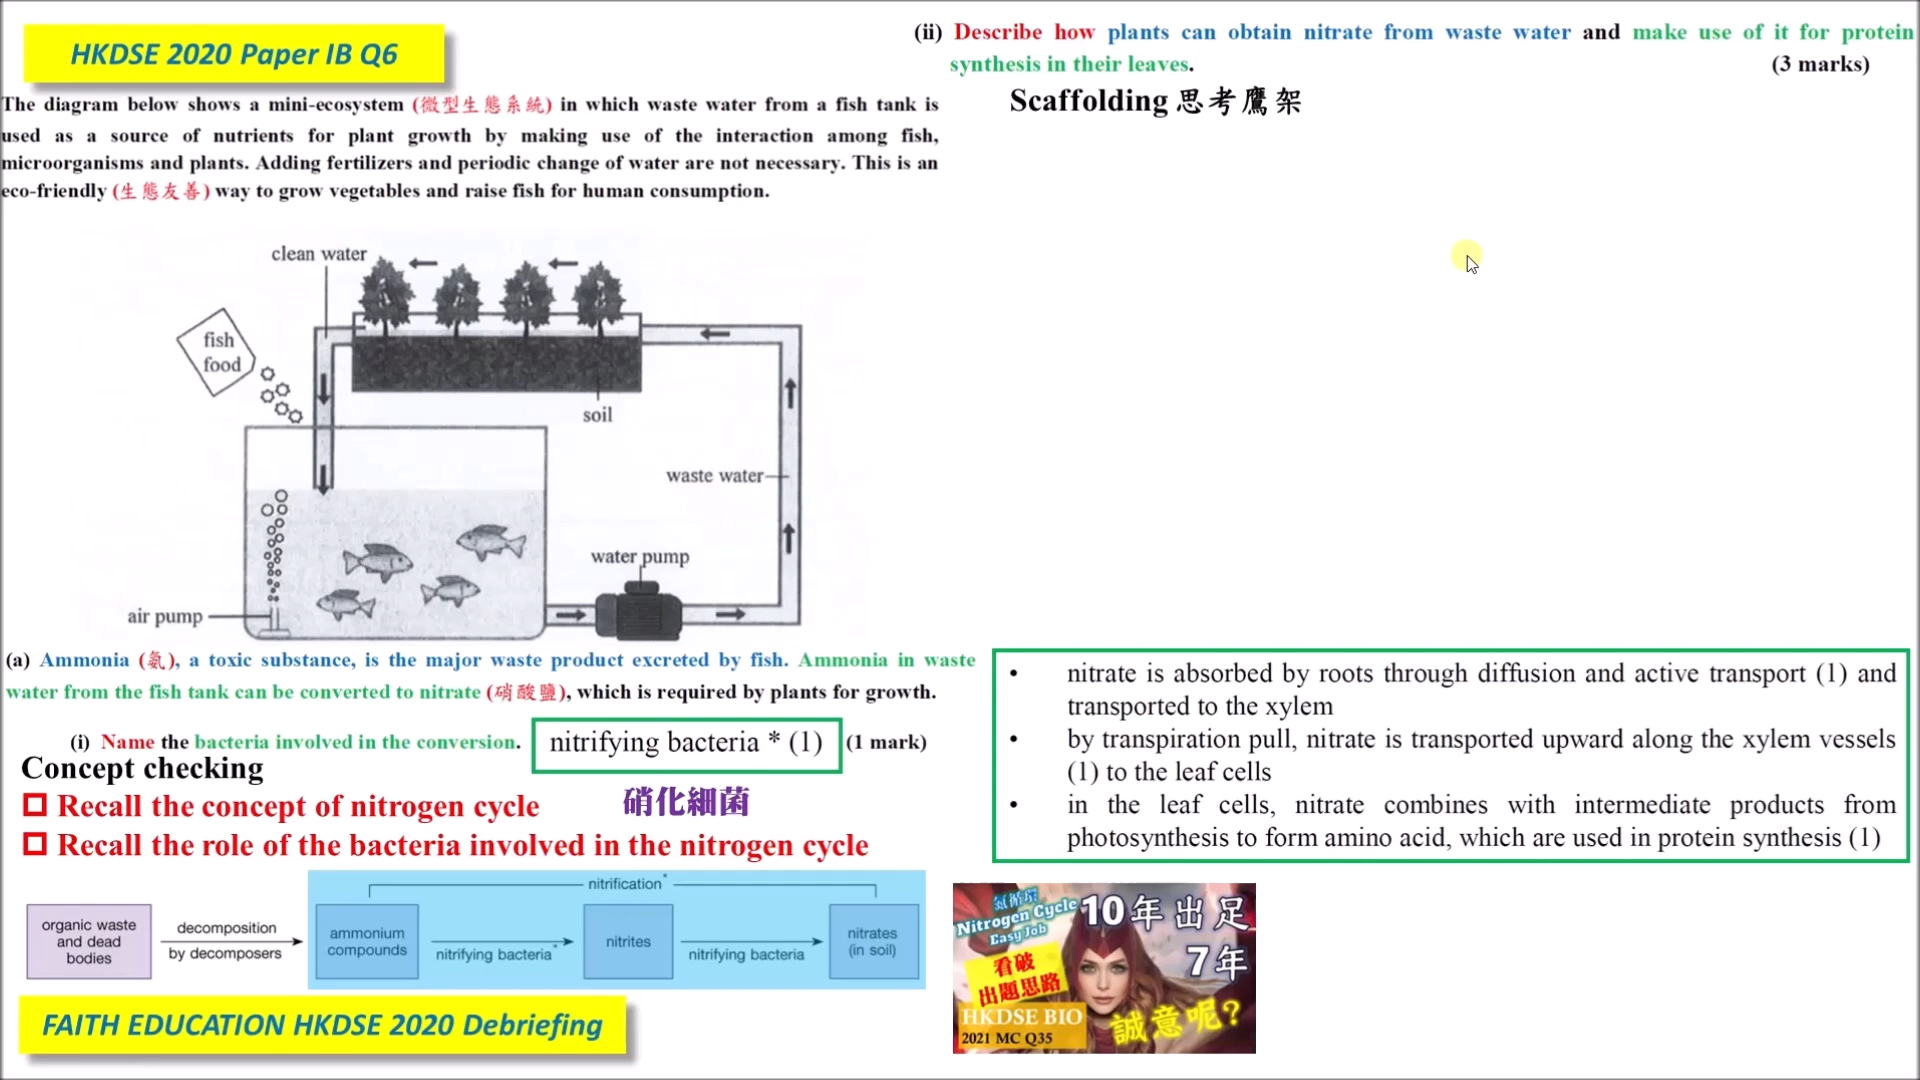 HKDSE 2020 Paper IB Q6
The diagram below shows a mini-ecosystem (微型生態系統) in which waste water from a fish tank is
used as a source of nutrients for plant growth by making use of the interaction among fish,
microorganisms and plants. Adding fertilizers and periodic change of water are not necessary. This is an
eco-friendly (生態友善) way to grow vegetables and raise fish for human consumption.
clean water
fish
food
soil
waste water
water pump
air pump
(a) Ammonia (氨), a toxic substance, is the major waste product excreted by fish. Ammonia in waste
water from the fish tank can be converted to nitrate (硝酸鹽), which is required by plants for growth.
(i) Name the bacteria involved in the conversion. nitrifying bacteria * (1) (1 mark)
Concept checking
Recall the concept of nitrogen cycle 硝化細菌
Recall the role of the bacteria involved in the nitrogen cycle
nitrification*
organic waste
and dead
bodies
decomposition
by decomposers
ammonium
compounds
nitrifying bacteria*
nitrites
nitrifying bacteria
nitrates
(in soil)
FAITH EDUCATION HKDSE 2020 Debriefing
(ii) Describe how plants can obtain nitrate from waste water and make use of it for protein
synthesis in their leaves. (3 marks)
Scaffolding 思考鷹架
• nitrate is absorbed by roots through diffusion and active transport (1) and
transported to the xylem
• by transpiration pull, nitrate is transported upward along the xylem vessels
(1) to the leaf cells
• in the leaf cells, nitrate combines with intermediate products from
photosynthesis to form amino acid, which are used in protein synthesis (1)
氮循環
Nitrogen Cycle
Easy Job
10年出足
7年
看破
出題思路
HKDSE BIO
2021 MC Q35
誠意呢?